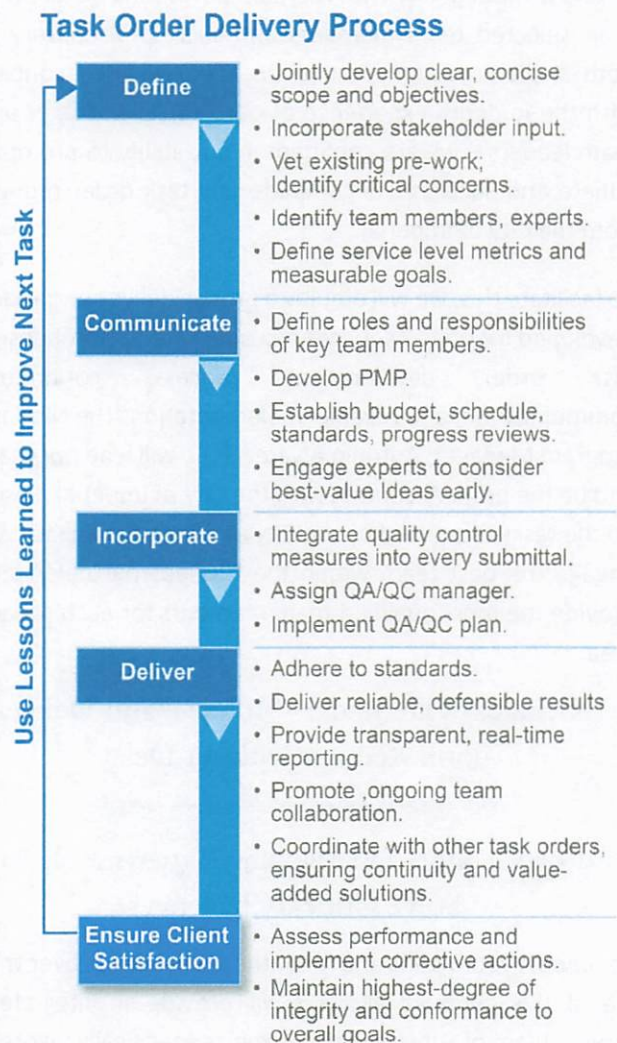 Task Order Delivery Process
Use Lessons Learned to Improve Next Task
Define
• Jointly develop clear, concise
scope and objectives.
• Incorporate stakeholder input.
• Vet existing pre-work;
Identify critical concerns.
• Identify team members, experts.
• Define service level metrics and
measurable goals.
Communicate
• Define roles and responsibilities
of key team members.
• Develop PMP.
• Establish budget, schedule,
standards, progress reviews.
• Engage experts to consider
best-value Ideas early.
Incorporate
• Integrate quality control
measures into every submittal.
• Assign QA/QC manager.
• Implement QA/QC plan.
Deliver
• Adhere to standards.
• Deliver reliable, defensible results
• Provide transparent, real-time
reporting.
• Promote ,ongoing team
collaboration.
• Coordinate with other task orders,
ensuring continuity and value-
added solutions.
Ensure Client
Satisfaction
• Assess performance and
implement corrective actions.
• Maintain highest-degree of
integrity and conformance to
overall goals.